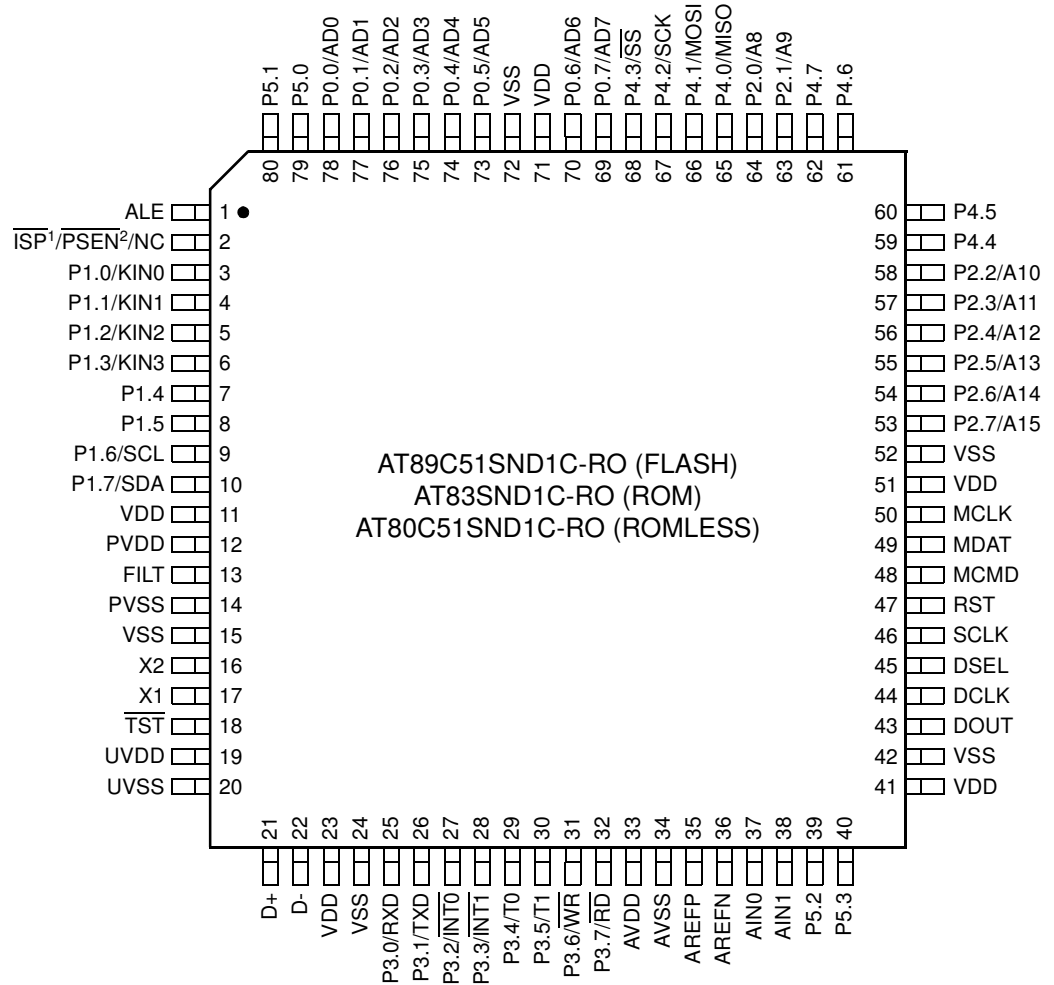 P5.1
P5.0
P0.0/AD0
P0.1/AD1
P0.2/AD2
P0.3/AD3
P0.4/AD4
P0.5/AD5
VSS
VDD
P0.6/AD6
P0.7/AD7
P4.3/SS
P4.2/SCK
P4.1/MOSI
P4.0/MISO
P2.0/A8
P2.1/A9
P4.7
P4.6
80 79 78 77 76 75 74 73 72 71 70 69 68 67 66 65 64 63 62 61
ALE 1
ISP¹/PSEN²/NC 2
P1.0/KIN0 3
P1.1/KIN1 4
P1.2/KIN2 5
P1.3/KIN3 6
P1.4 7
P1.5 8
P1.6/SCL 9
P1.7/SDA 10
VDD 11
PVDD 12
FILT 13
PVSS 14
VSS 15
X2 16
X1 17
TST 18
UVDD 19
UVSS 20
AT89C51SND1C-RO (FLASH)
AT83SND1C-RO (ROM)
AT80C51SND1C-RO (ROMLESS)
60 P4.5
59 P4.4
58 P2.2/A10
57 P2.3/A11
56 P2.4/A12
55 P2.5/A13
54 P2.6/A14
53 P2.7/A15
52 VSS
51 VDD
50 MCLK
49 MDAT
48 MCMD
47 RST
46 SCLK
45 DSEL
44 DCLK
43 DOUT
42 VSS
41 VDD
21 22 23 24 25 26 27 28 29 30 31 32 33 34 35 36 37 38 39 40
D+
D-
VDD
VSS
P3.0/RXD
P3.1/TXD
P3.2/INT0
P3.3/INT1
P3.4/T0
P3.5/T1
P3.6/WR
P3.7/RD
AVDD
AVSS
AREFP
AREFN
AIN0
AIN1
P5.2
P5.3